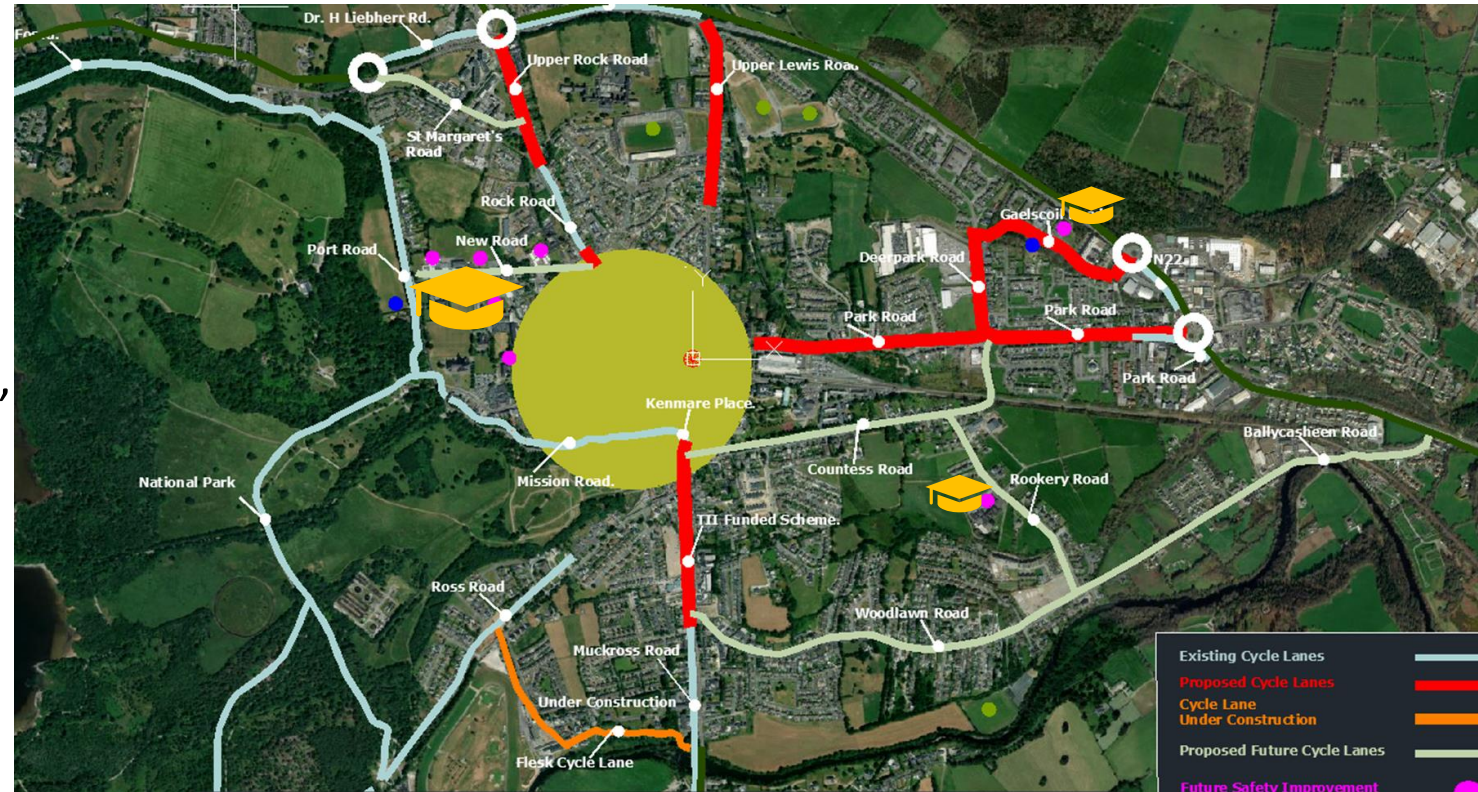 Dr. H Liebherr Rd.
Upper Rock Road
Upper Lewis Road
St Margaret's
Road
Rock Road
New Road
Port Road
Gaelscoil
Deerpark Road
N22
Park Road
Park Road
Park Road
,
Kenmare Place.
Ballycasheen Road.
Countess Road
Mission Road.
National Park
Rookery Road
TII Funded Scheme.
Ross Road
Woodlawn Road
Muckross Road
Under Construction
Flesk Cycle Lane
Y
X
Existing Cycle Lanes
Proposed Cycle Lanes
Cycle Lane
Under Construction
Proposed Future Cycle Lanes
Future Safety Improvement